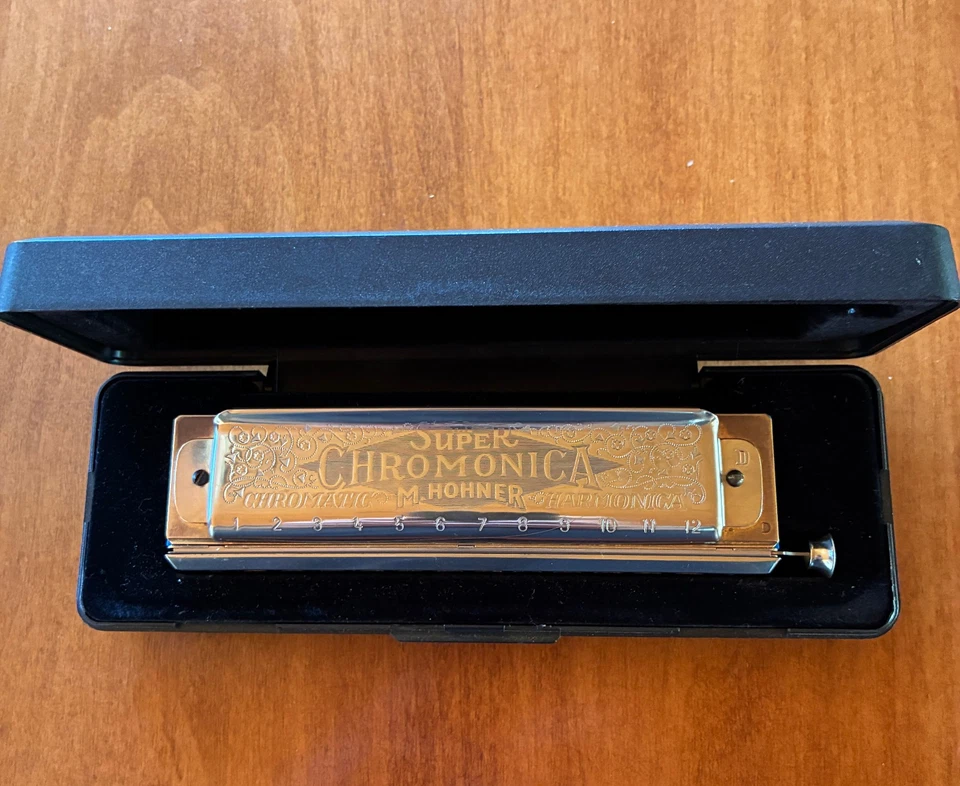 SUPER
CHROMONICA
CHROMATIC M. HOHNER HARMONICA
D
1 2 3 4 5 6 7 8 9 10 11 12
D